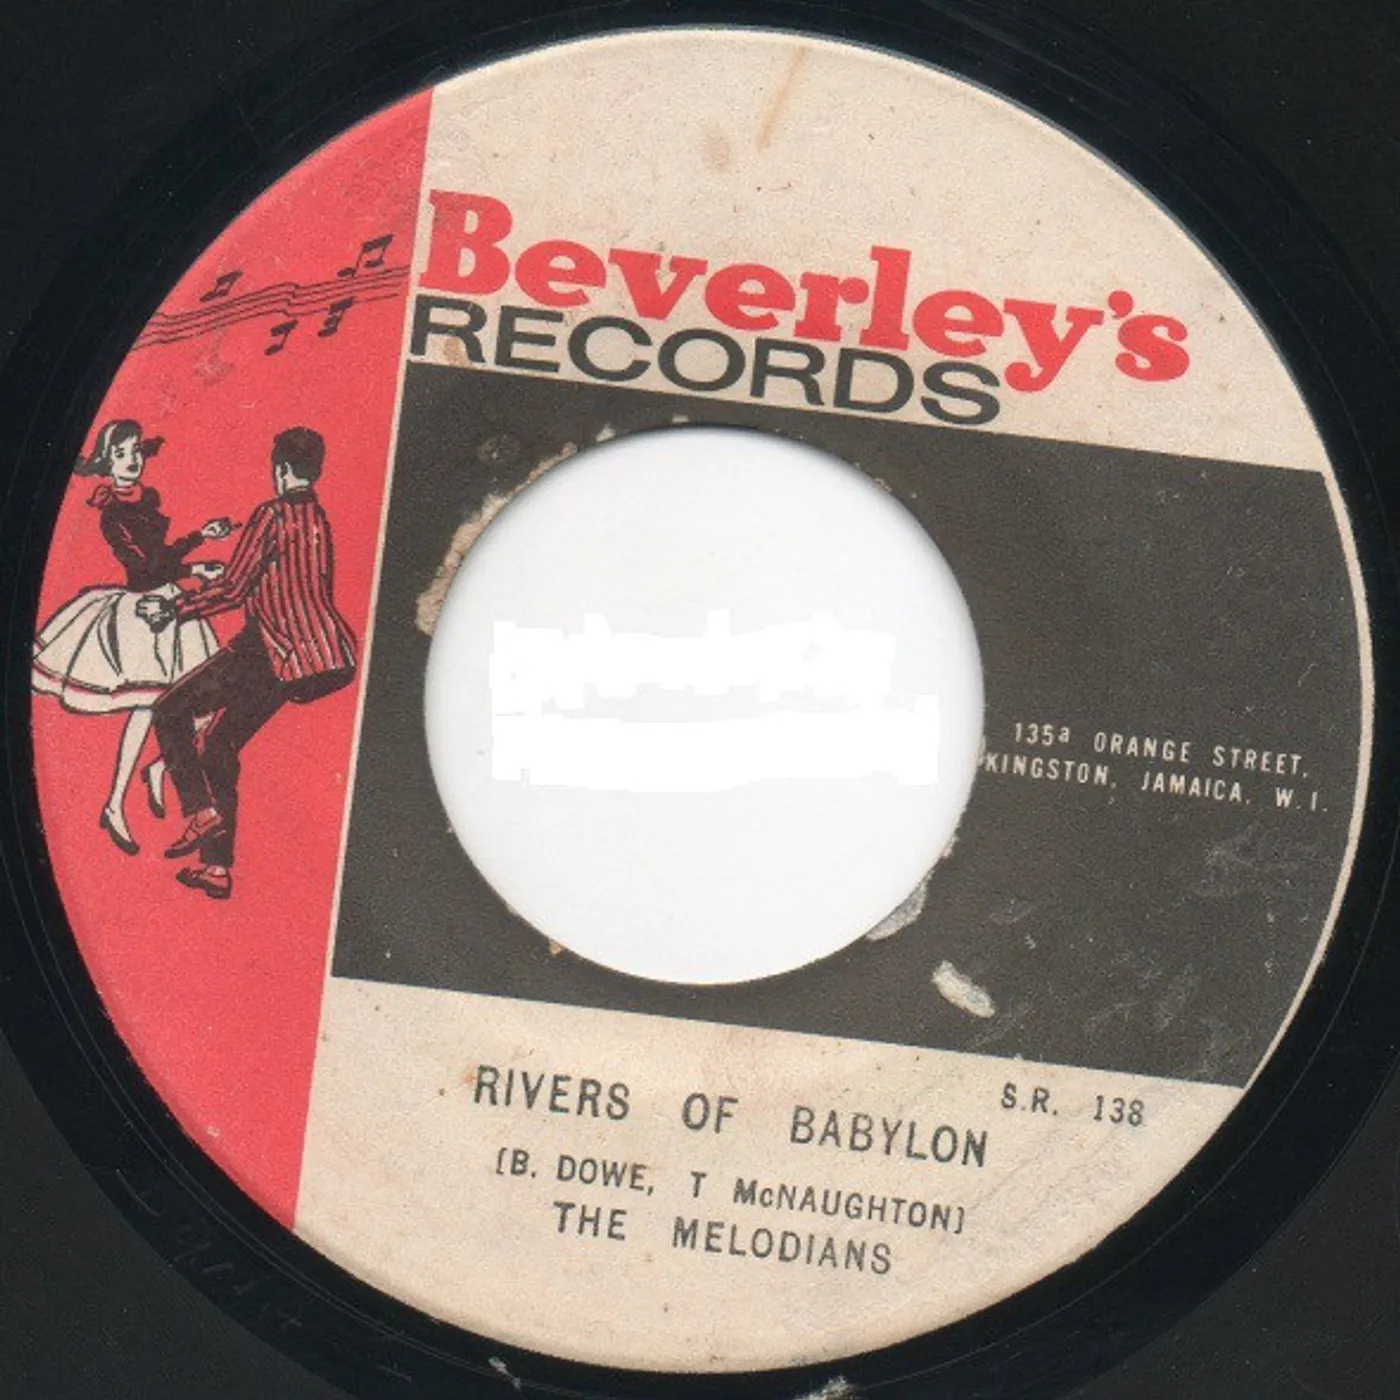 Beverley's
RECORDS
135a ORANGE STREET.
KINGSTON, JAMAICA, W.I.
S.R. 138
RIVERS OF BABYLON
[B. DOWE, T McNAUGHTON]
THE MELODIANS